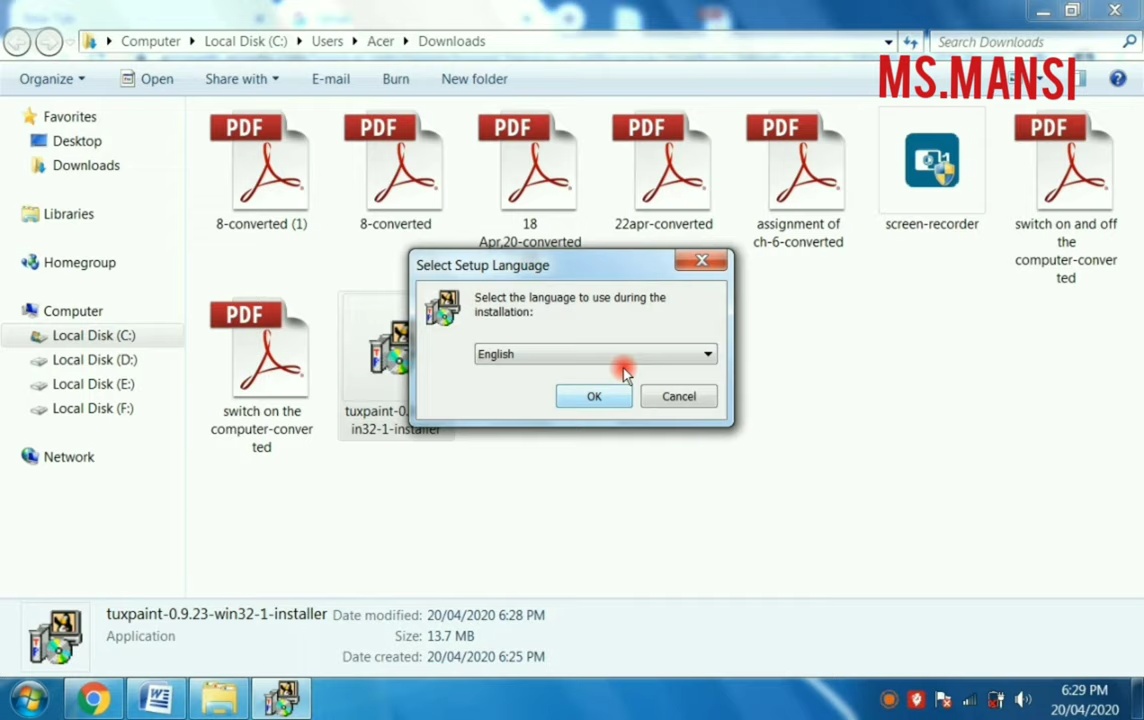 Computer
Local Disk (C:)
Users
Acer
Downloads
Search Downloads
Organize
Open
Share with
E-mail
Burn
New folder
MS.MANSI
Favorites
Desktop
Downloads
Libraries
Homegroup
Computer
Local Disk (C:)
Local Disk (D:)
Local Disk (E:)
Local Disk (F:)
Network
PDF
8-converted (1)
PDF
8-converted
PDF
18
Apr,20-converted
PDF
22apr-converted
PDF
assignment of
ch-6-converted
screen-recorder
PDF
switch on and off
the
computer-conver
ted
PDF
switch on the
computer-conver
ted
tuxpaint-0.
in32-1-installer
Select Setup Language
Select the language to use during the
installation:
English
OK
Cancel
tuxpaint-0.9.23-win32-1-installer
Application
Date modified: 20/04/2020 6:28 PM
Size: 13.7 MB
Date created: 20/04/2020 6:25 PM
6:29 PM
20/04/2020